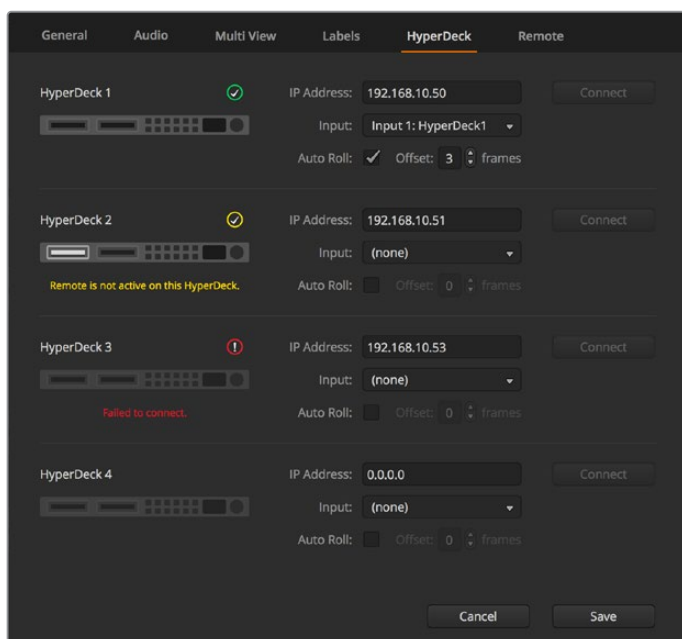 General Audio Multi View Labels HyperDeck Remote
HyperDeck 1 IP Address: 192.168.10.50 Connect
Input: Input 1: HyperDeck1
Auto Roll: Offset: 3 frames
HyperDeck 2 IP Address: 192.168.10.51 Connect
Input: (none)
Remote is not active on this HyperDeck. Auto Roll: Offset: 0 frames
HyperDeck 3 IP Address: 192.168.10.53 Connect
Input: (none)
Failed to connect. Auto Roll: Offset: 0 frames
HyperDeck 4 IP Address: 0.0.0.0 Connect
Input: (none)
Auto Roll: Offset: 0 frames
Cancel Save